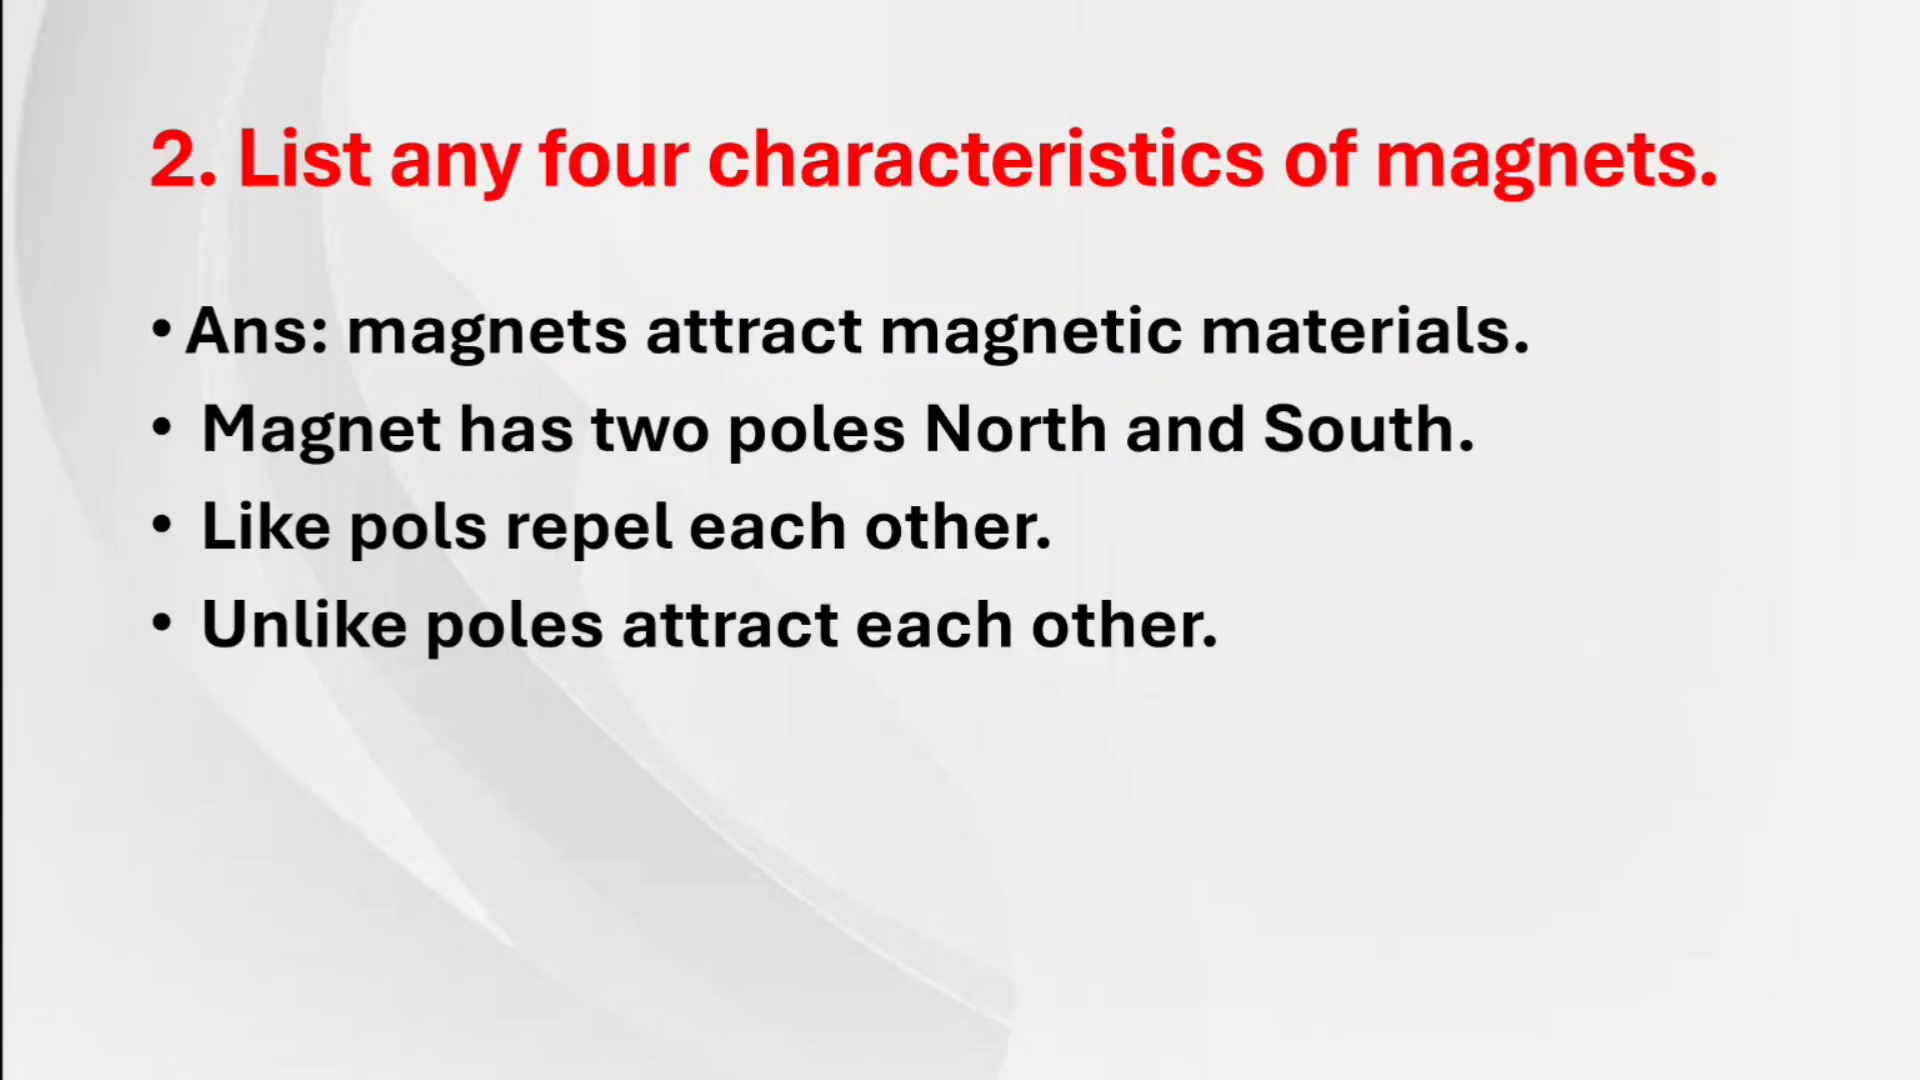 2. List any four characteristics of magnets.
• Ans: magnets attract magnetic materials.
• Magnet has two poles North and South.
• Like pols repel each other.
• Unlike poles attract each other.